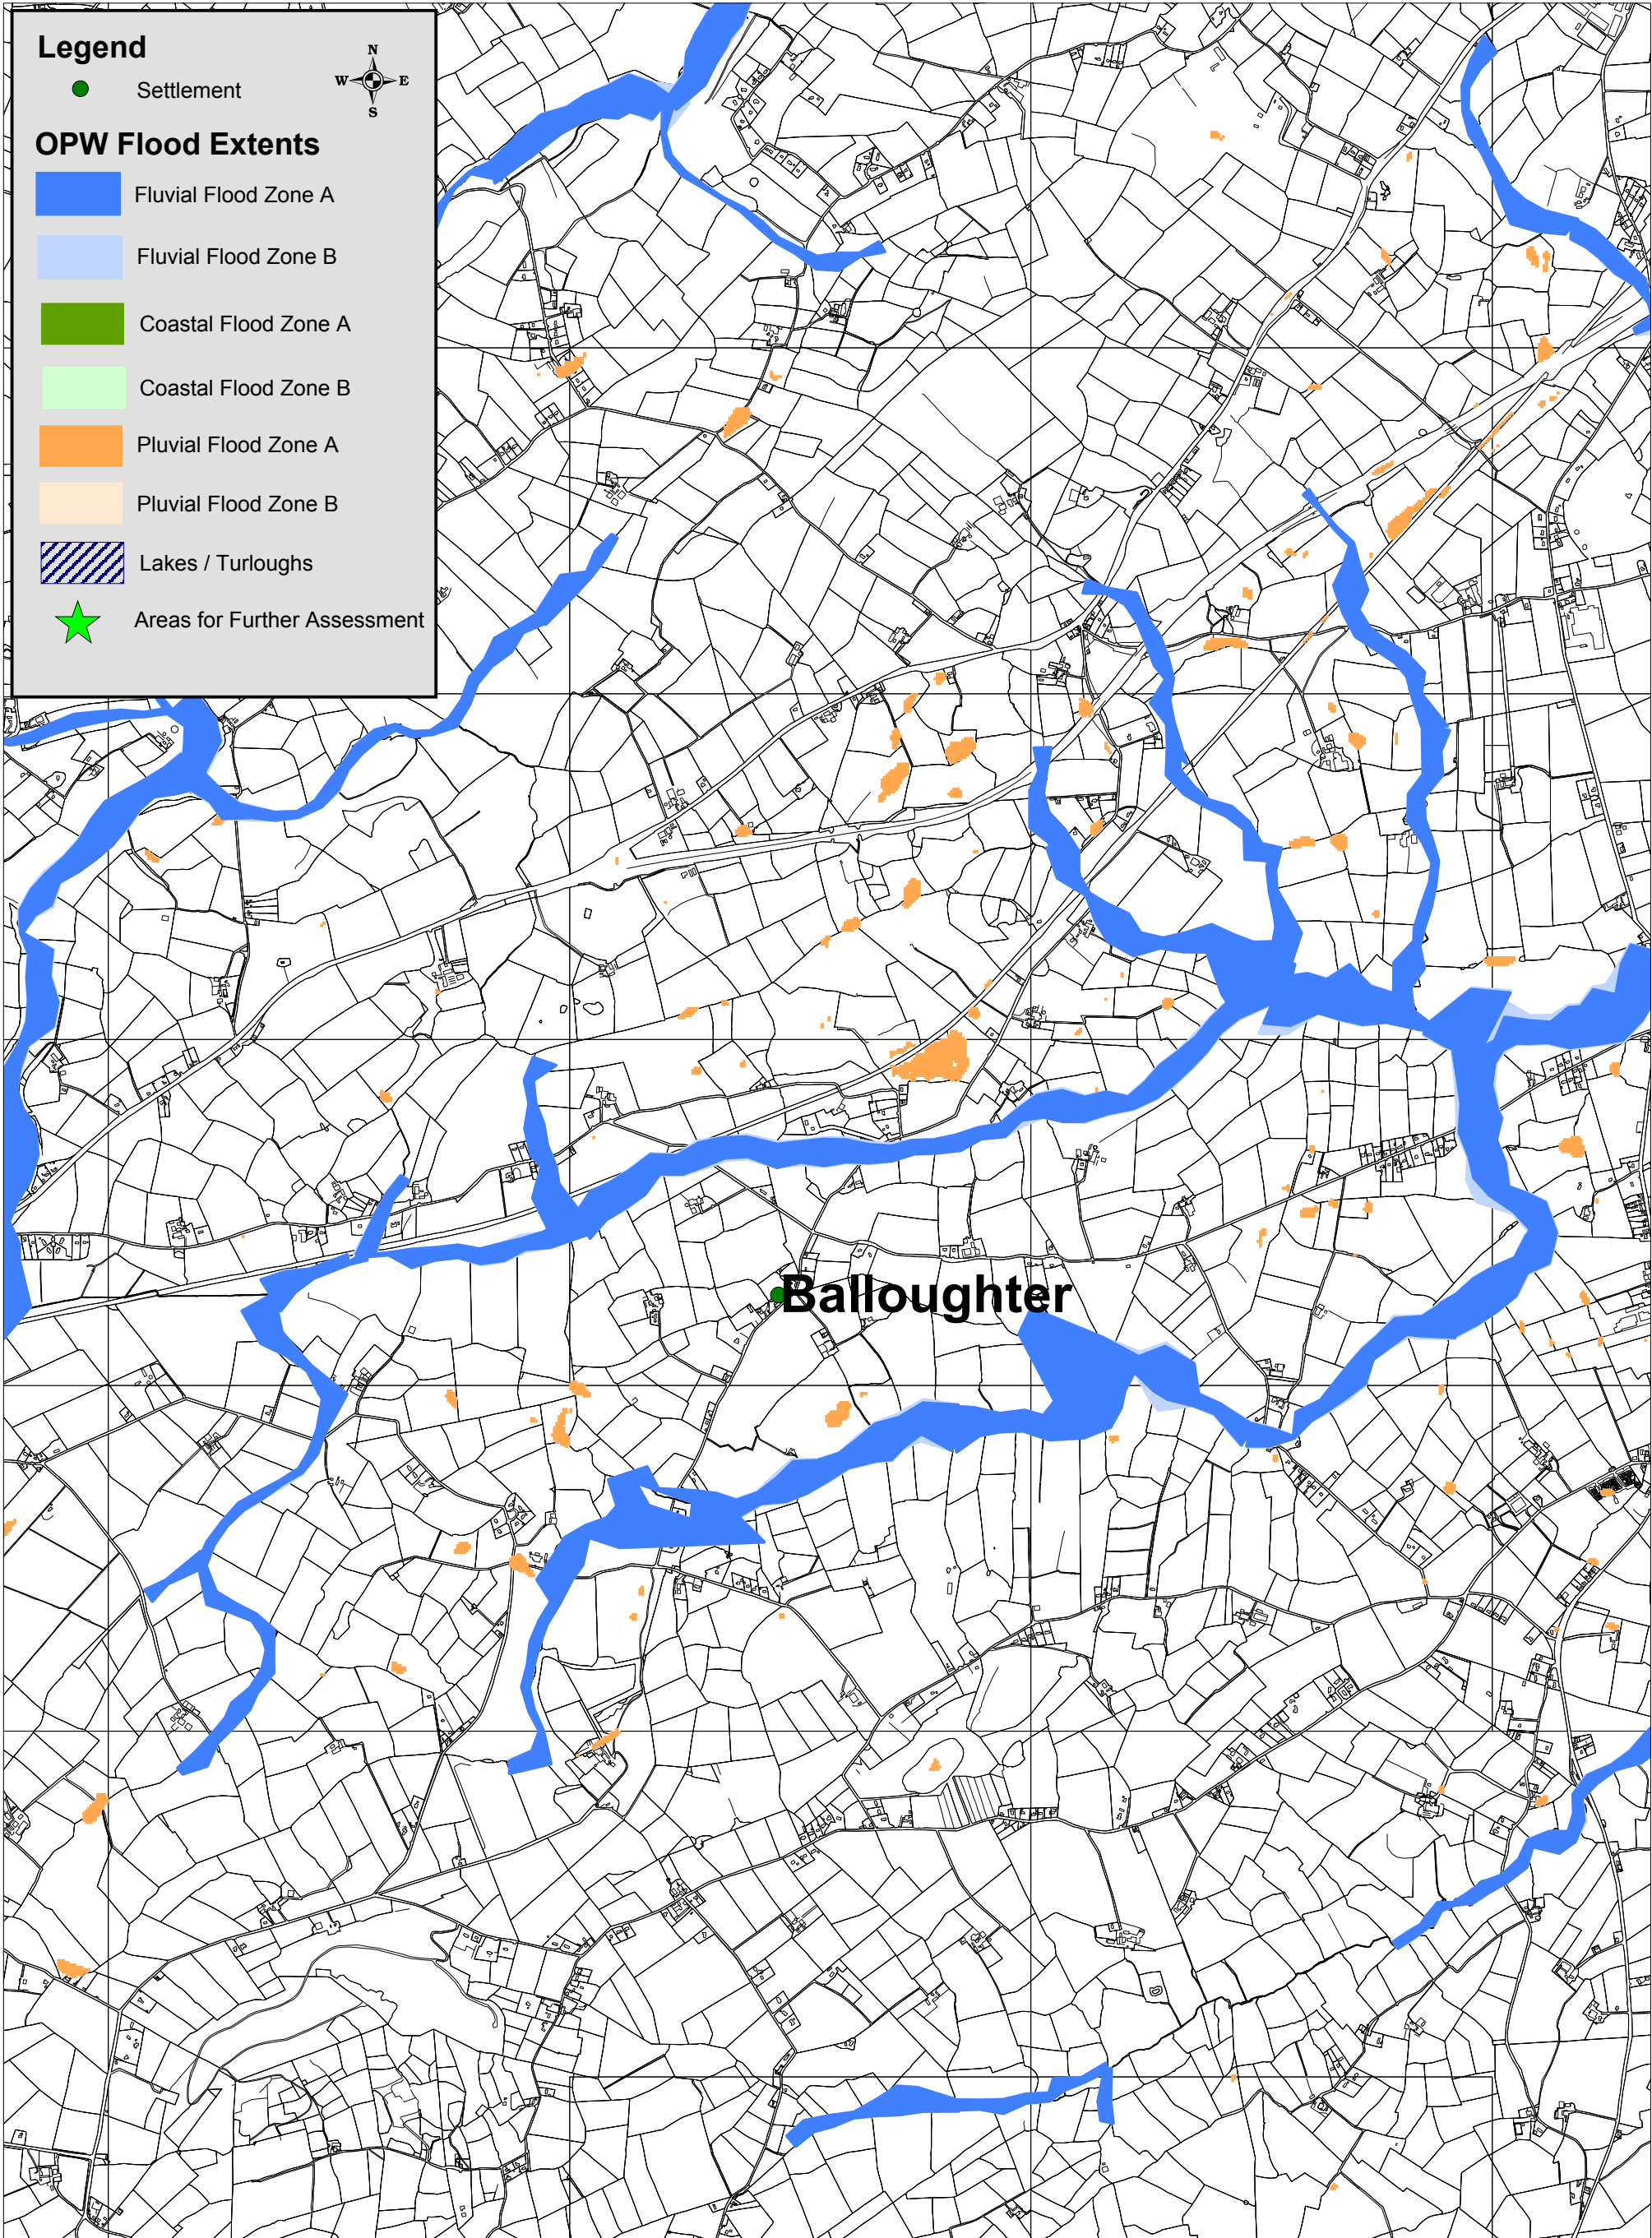 Legend
N
W E
S
Settlement
OPW Flood Extents
Fluvial Flood Zone A
Fluvial Flood Zone B
Coastal Flood Zone A
Coastal Flood Zone B
Pluvial Flood Zone A
Pluvial Flood Zone B
Lakes / Turloughs
Areas for Further Assessment
Balloughter